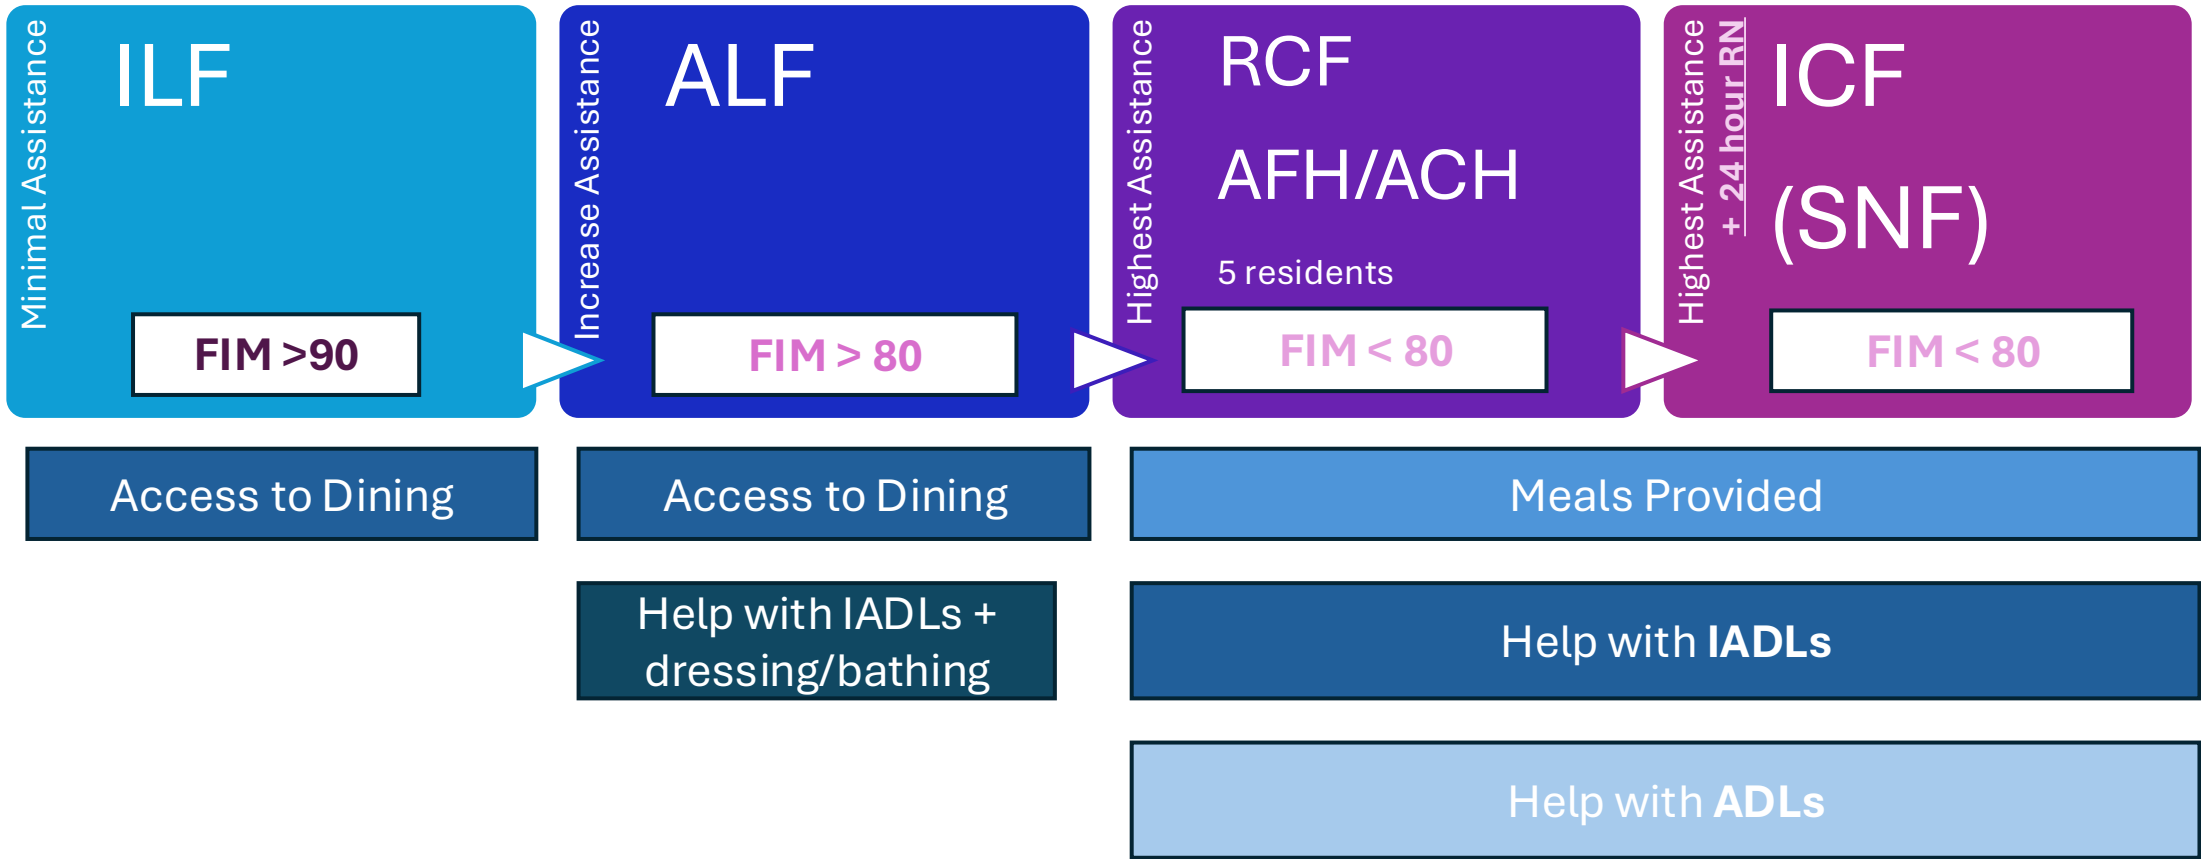 Minimal Assistance
ILF
FIM >90
Increase Assistance
ALF
FIM > 80
Highest Assistance
RCF
AFH/ACH
5 residents
FIM < 80
Highest Assistance
+ 24 hour RN
ICF
(SNF)
FIM < 80
Access to Dining
Access to Dining
Meals Provided
Help with IADLs +
dressing/bathing
Help with IADLs
Help with ADLs